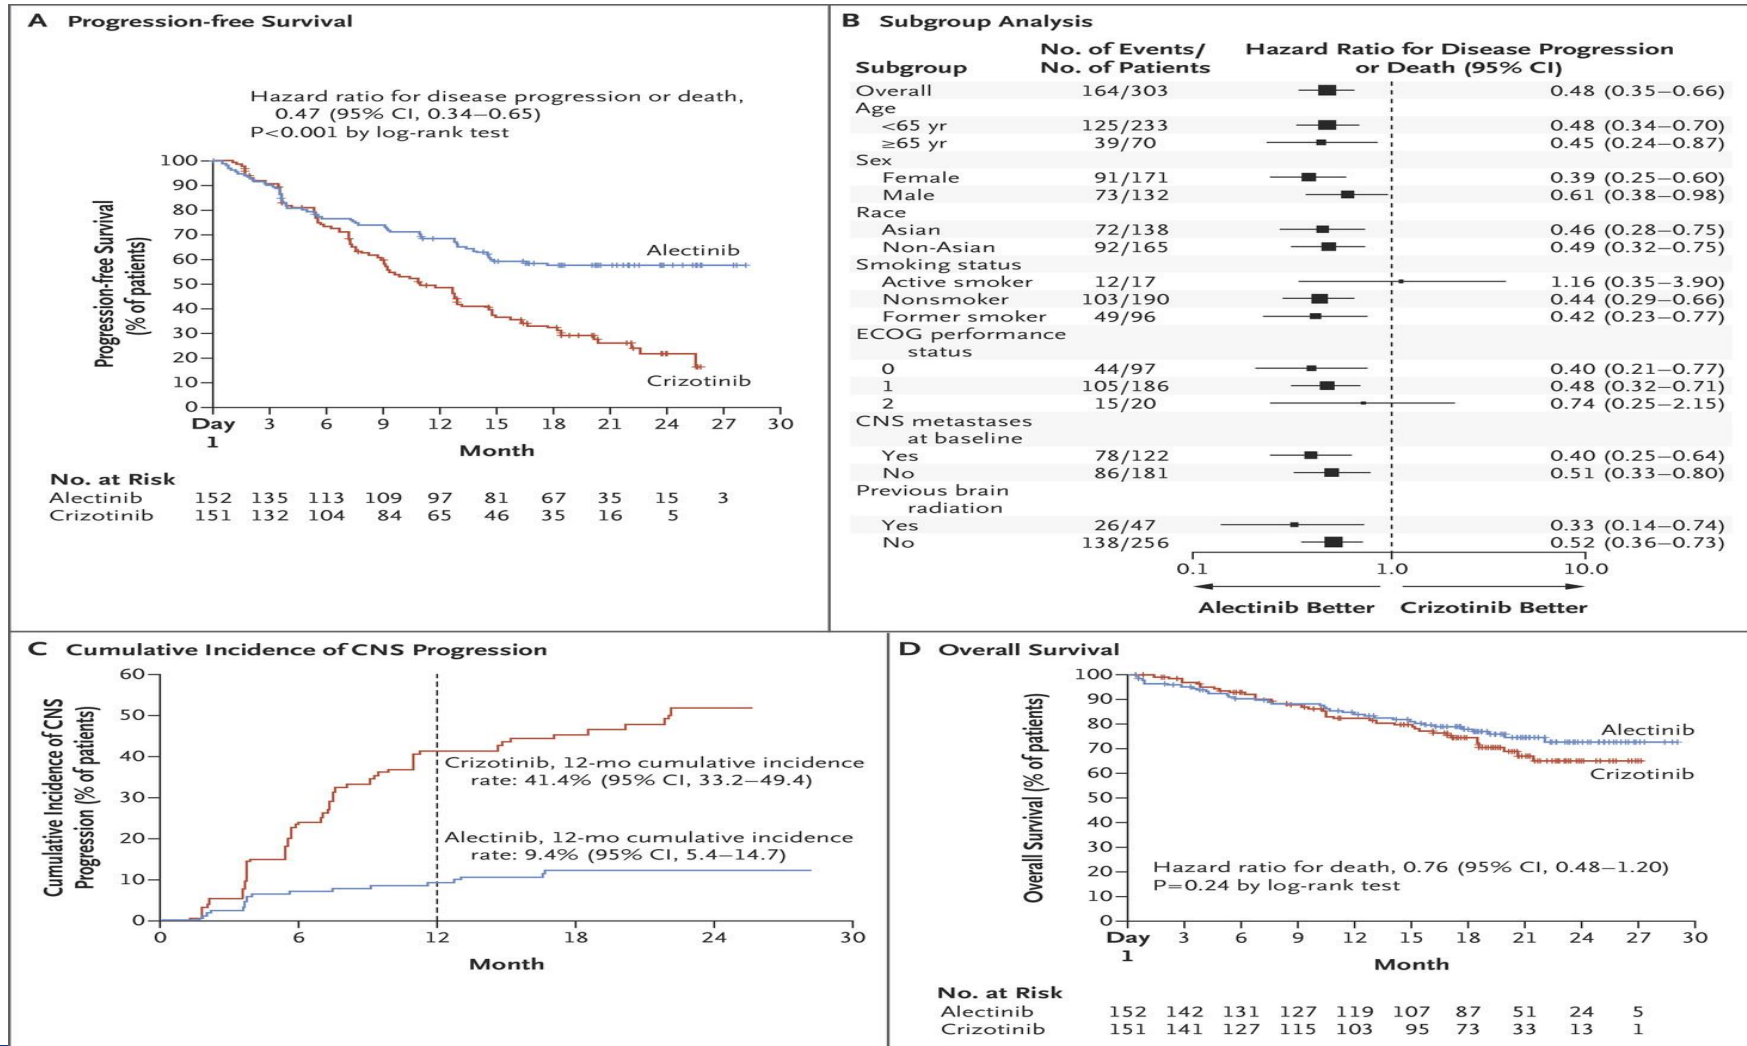 A Progression-free Survival
Hazard ratio for disease progression or death,
0.47 (95% CI, 0.34–0.65)
P<0.001 by log-rank test
Progression-free Survival
(% of patients)
100
90
80
70
60
50
40
30
20
10
0
Alectinib
Crizotinib
Day 3 6 9 12 15 18 21 24 27 30
1
Month
No. at Risk
Alectinib 152 135 113 109 97 81 67 35 15 3
Crizotinib 151 132 104 84 65 46 35 16 5
B Subgroup Analysis
No. of Events/ Hazard Ratio for Disease Progression
Subgroup No. of Patients or Death (95% CI)
Overall 164/303 0.48 (0.35–0.66)
Age
<65 yr 125/233 0.48 (0.34–0.70)
≥65 yr 39/70 0.45 (0.24–0.87)
Sex
Female 91/171 0.39 (0.25–0.60)
Male 73/132 0.61 (0.38–0.98)
Race
Asian 72/138 0.46 (0.28–0.75)
Non-Asian 92/165 0.49 (0.32–0.75)
Smoking status
Active smoker 12/17 1.16 (0.35–3.90)
Nonsmoker 103/190 0.44 (0.29–0.66)
Former smoker 49/96 0.42 (0.23–0.77)
ECOG performance
status
0 44/97 0.40 (0.21–0.77)
1 105/186 0.48 (0.32–0.71)
2 15/20 0.74 (0.25–2.15)
CNS metastases
at baseline
Yes 78/122 0.40 (0.25–0.64)
No 86/181 0.51 (0.33–0.80)
Previous brain
radiation
Yes 26/47 0.33 (0.14–0.74)
No 138/256 0.52 (0.36–0.73)
0.1 1.0 10.0
Alectinib Better Crizotinib Better
C Cumulative Incidence of CNS Progression
Cumulative Incidence of CNS
Progression (% of patients)
60
50
40
30
20
10
0
Crizotinib, 12-mo cumulative incidence
rate: 41.4% (95% CI, 33.2–49.4)
Alectinib, 12-mo cumulative incidence
rate: 9.4% (95% CI, 5.4–14.7)
0 6 12 18 24 30
Month
D Overall Survival
Overall Survival (% of patients)
100
90
80
70
60
50
40
30
20
10
0
Alectinib
Crizotinib
Hazard ratio for death, 0.76 (95% CI, 0.48–1.20)
P=0.24 by log-rank test
Day 3 6 9 12 15 18 21 24 27 30
1
Month
No. at Risk
Alectinib 152 142 131 127 119 107 87 51 24 5
Crizotinib 151 141 127 115 103 95 73 33 13 1